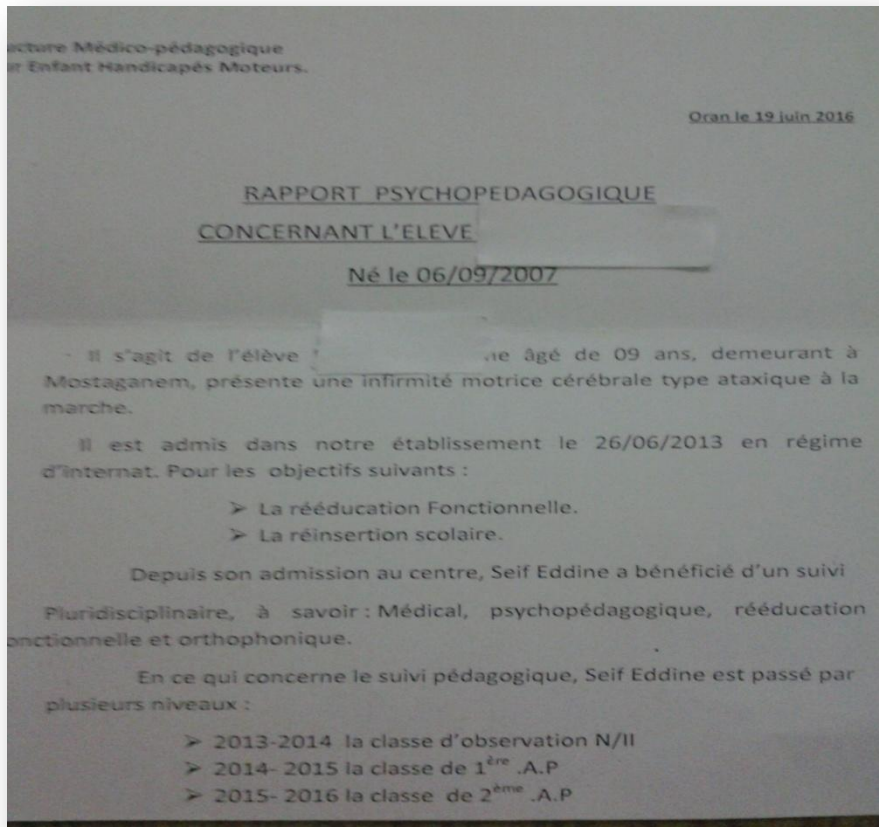 ecture Médico-pédagogique
ur Enfant Handicapés Moteurs.
Oran le 19 juin 2016
RAPPORT PSYCHOPEDAGOGIQUE
CONCERNANT L'ELEVE
Né le 06/09/2007
Il s'agit de l'élève ne âgé de 09 ans, demeurant à
Mostaganem, présente une infirmité motrice cérébrale type ataxique à la
marche.
Il est admis dans notre établissement le 26/06/2013 en régime
d'internat. Pour les objectifs suivants :
➢ La rééducation Fonctionnelle.
➢ La réinsertion scolaire.
Depuis son admission au centre, Seif Eddine a bénéficié d'un suivi
Pluridisciplinaire, à savoir : Médical, psychopédagogique, rééducation
onctionnelle et orthophonique.
En ce qui concerne le suivi pédagogique, Seif Eddine est passé par
plusieurs niveaux :
➢ 2013-2014 la classe d'observation N/II
➢ 2014- 2015 la classe de 1ère .A.P
➢ 2015- 2016 la classe de 2ème .A.P